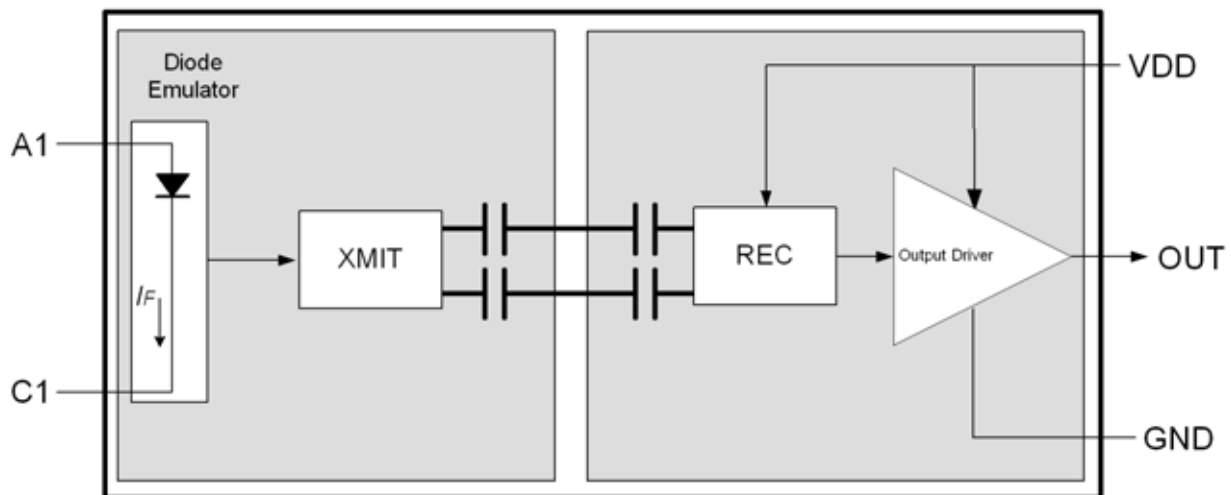 Diode
Emulator
VDD
A1
XMIT
REC
Output Driver
OUT
IF
C1
GND